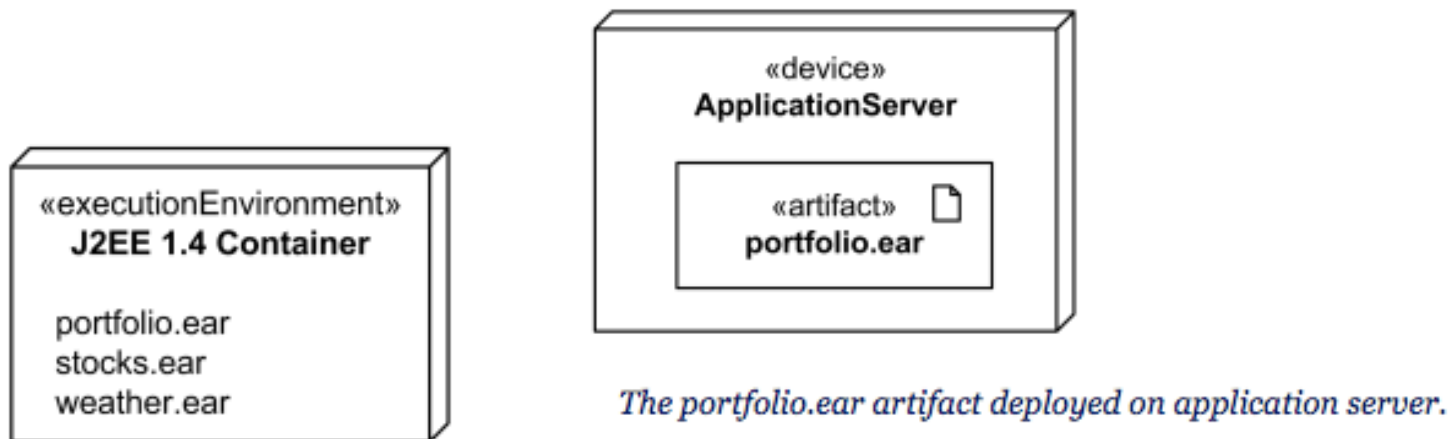 «executionEnvironment»
J2EE 1.4 Container
portfolio.ear
stocks.ear
weather.ear
«device»
ApplicationServer
«artifact»
portfolio.ear
The portfolio.ear artifact deployed on application server.